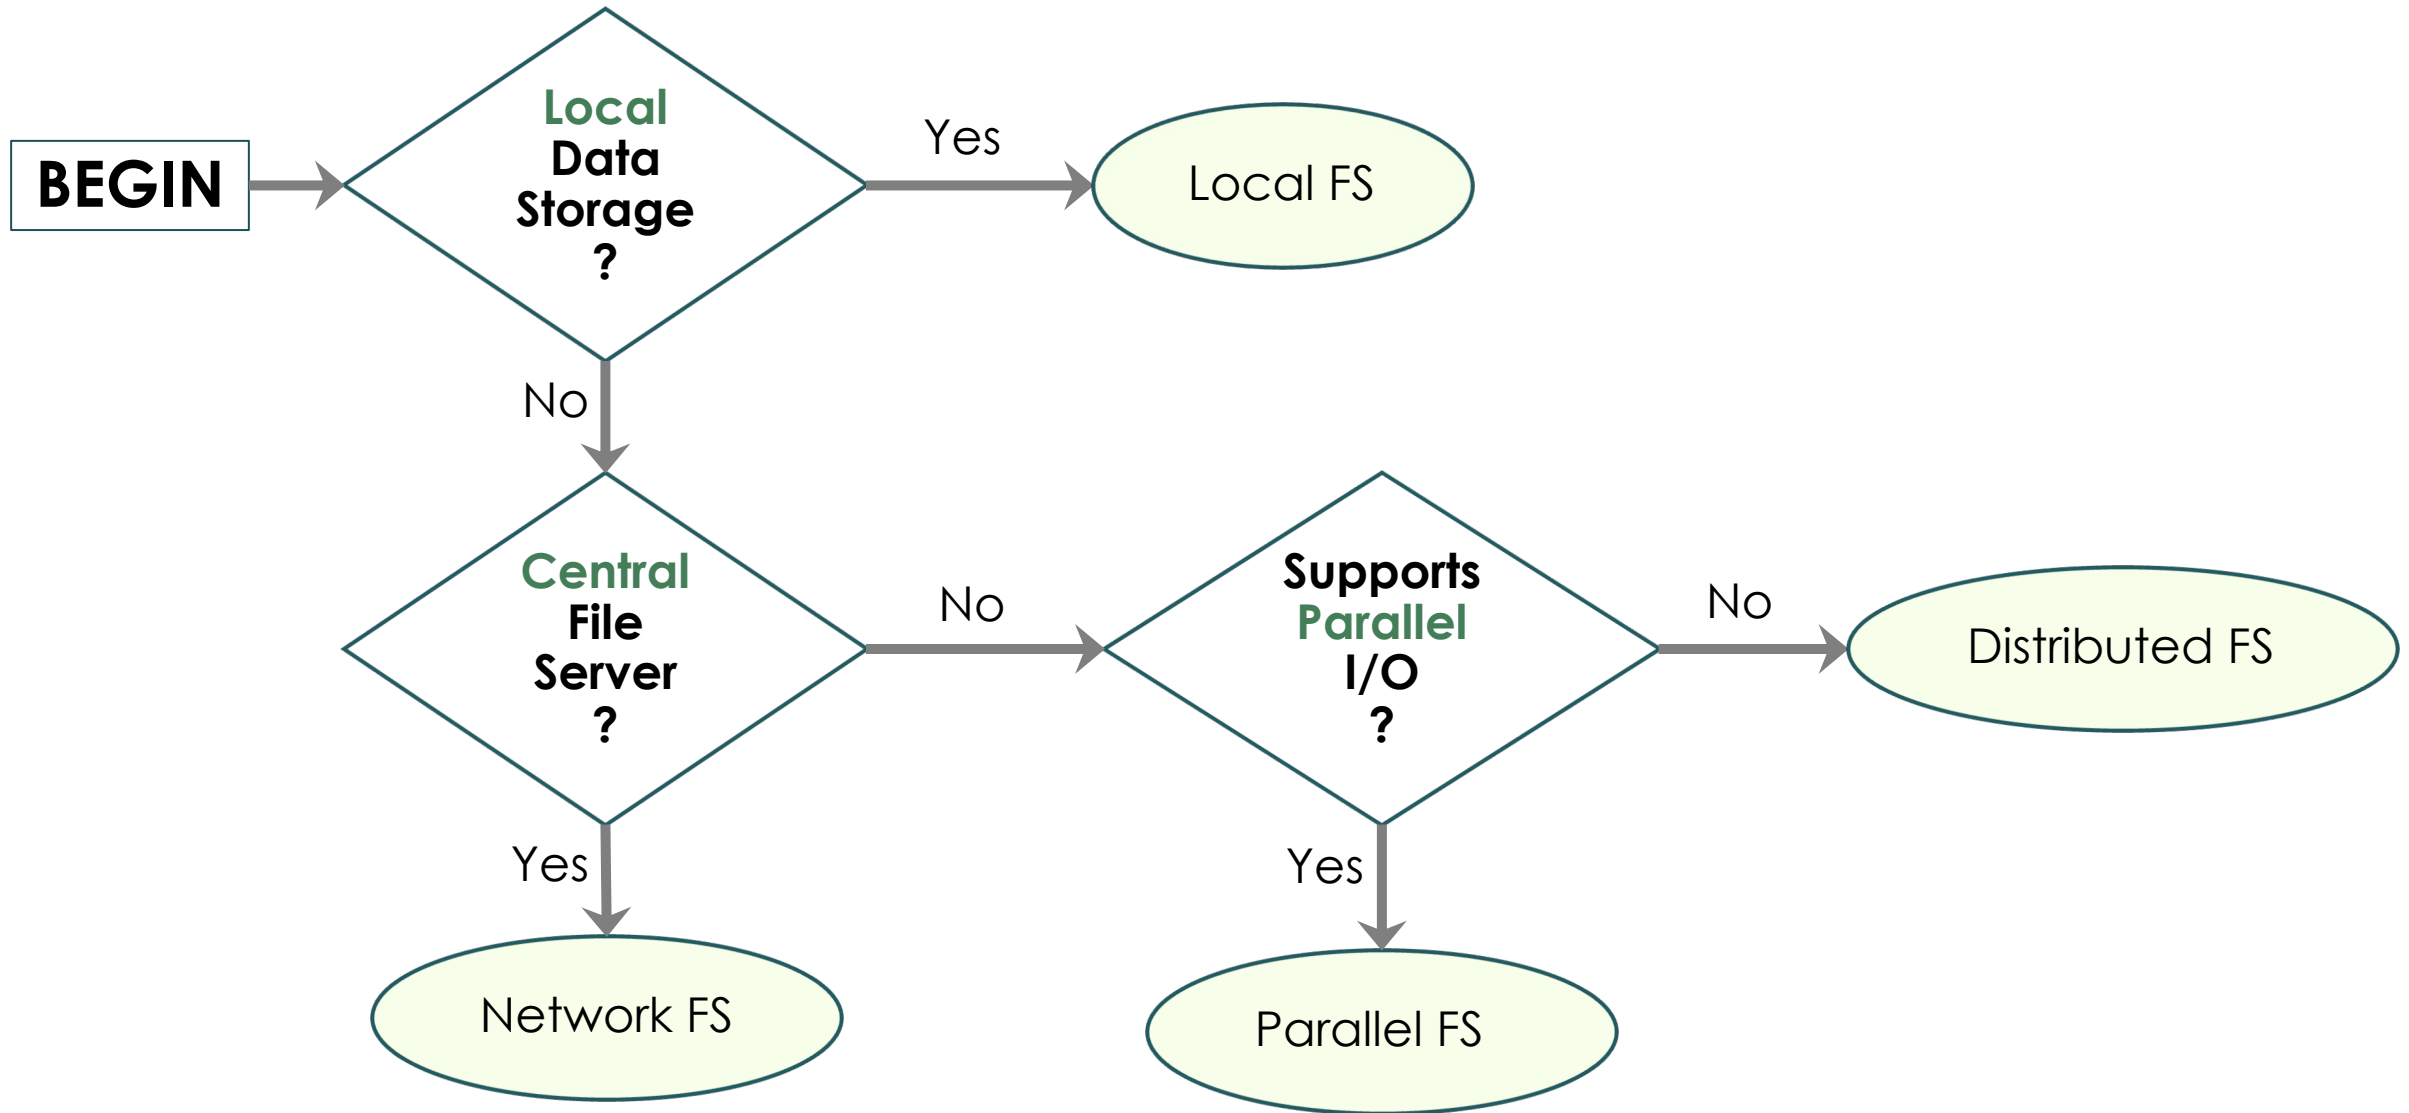 BEGIN
Local
Data
Storage
?
Yes
Local FS
No
Central
File
Server
?
No
Supports
Parallel
I/O
?
No
Distributed FS
Yes
Network FS
Yes
Parallel FS